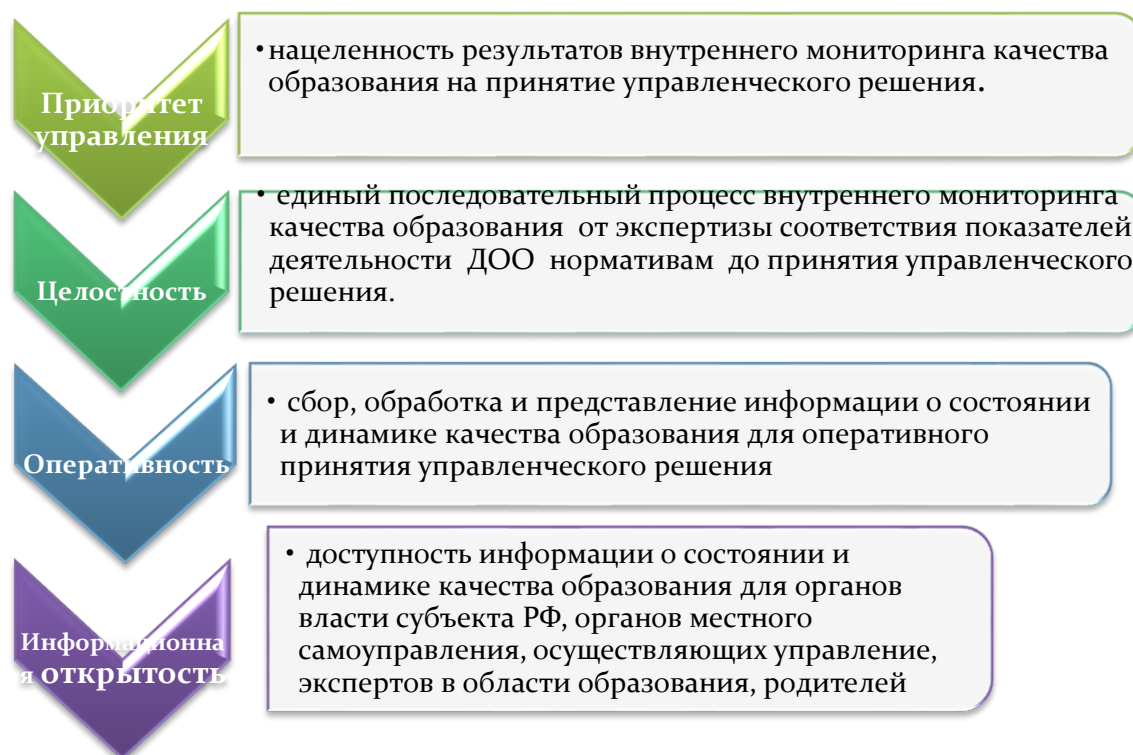 Приоритет
управления
• нацеленность результатов внутреннего мониторинга качества
образования на принятие управленческого решения.
Целостность
• единый последовательный процесс внутреннего мониторинга
качества образования от экспертизы соответствия показателей
деятельности ДОО нормативам до принятия управленческого
решения.
Оперативность
• сбор, обработка и представление информации о состоянии
и динамике качества образования для оперативного
принятия управленческого решения
Информационна
я открытость
• доступность информации о состоянии и
динамике качества образования для органов
власти субъекта РФ, органов местного
самоуправления, осуществляющих управление,
экспертов в области образования, родителей